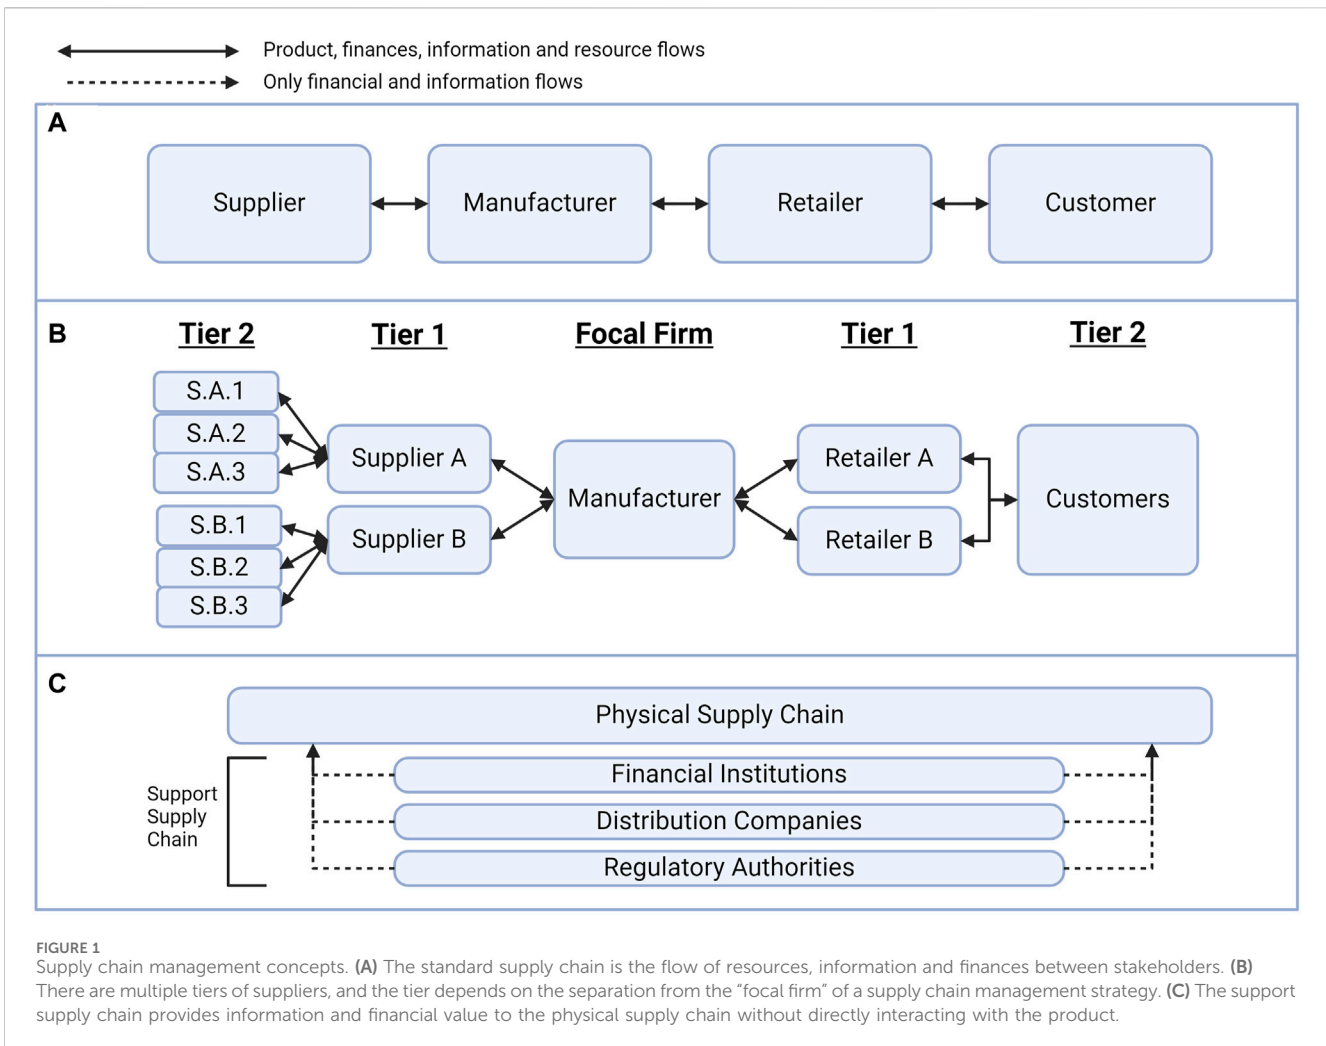 Product, finances, information and resource flows
Only financial and information flows
A
Supplier
Manufacturer
Retailer
Customer
B
Tier 2
Tier 1
Focal Firm
Tier 1
Tier 2
S.A.1
S.A.2
S.A.3
S.B.1
S.B.2
S.B.3
Supplier A
Supplier B
Manufacturer
Retailer A
Retailer B
Customers
C
Physical Supply Chain
Support
Supply
Chain
Financial Institutions
Distribution Companies
Regulatory Authorities
FIGURE 1
Supply chain management concepts. (A) The standard supply chain is the flow of resources, information and finances between stakeholders. (B)
There are multiple tiers of suppliers, and the tier depends on the separation from the “focal firm” of a supply chain management strategy. (C) The support
supply chain provides information and financial value to the physical supply chain without directly interacting with the product.